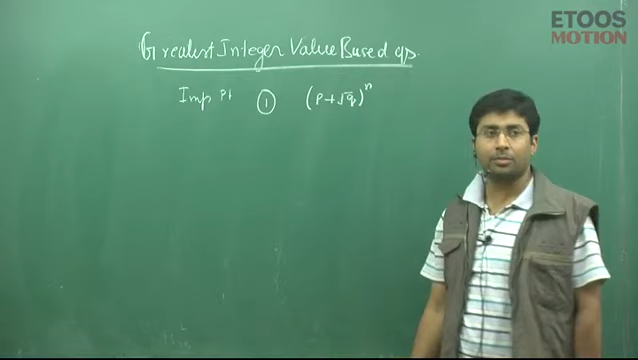 ETOOS
MOTION
Greatest Integer Value Based qs.
Imp Pt ① (p+√q)ⁿ